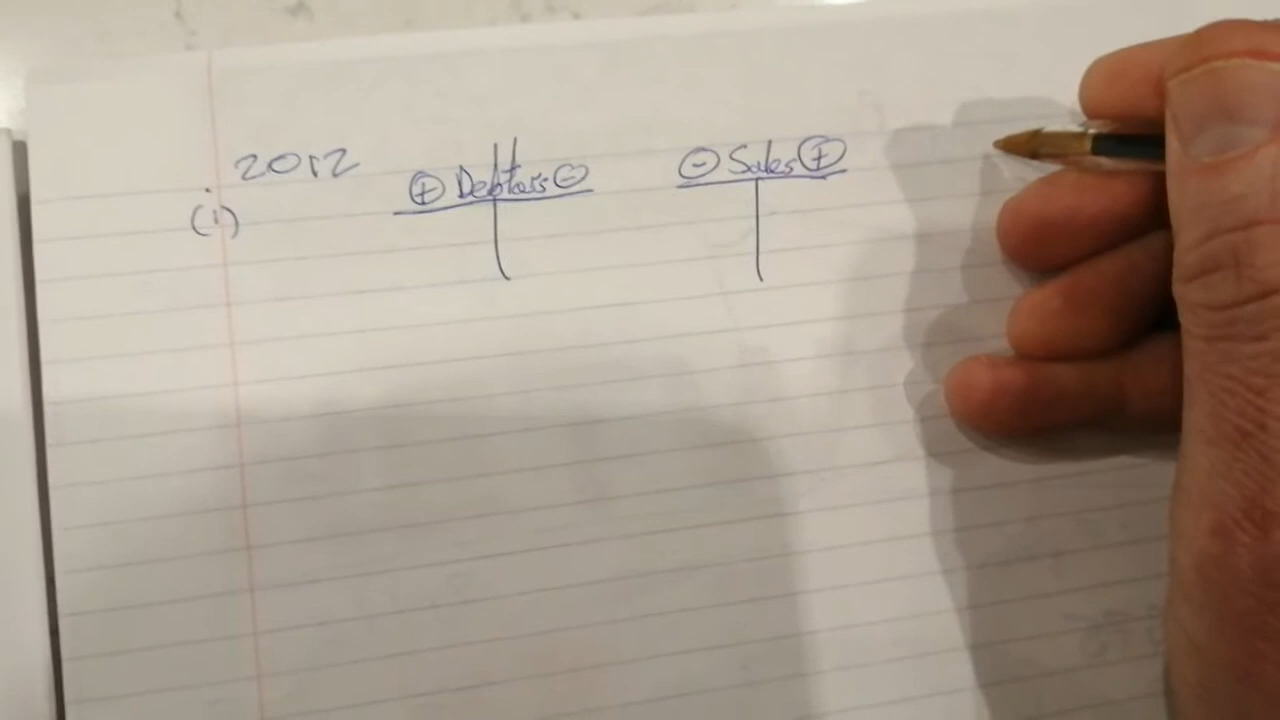 2012 ⊕ Debtors ⊖ ⊖ Sales ⊕
(i)